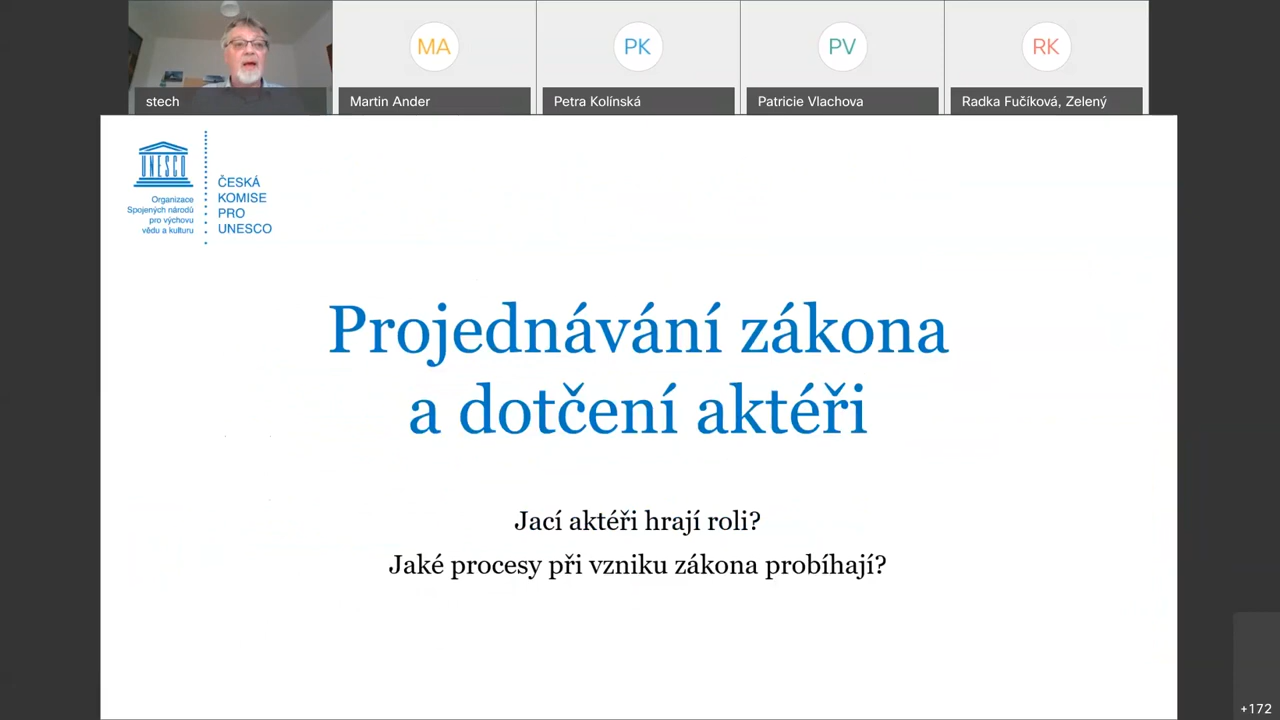 MA
PK
PV
RK
stech
Martin Ander
Petra Kolínská
Patricie Vlachova
Radka Fučíková, Zelený
UNESCO
Organizace
Spojených národů
pro výchovu
vědu a kulturu
ČESKÁ
KOMISE
PRO
UNESCO
Projednávání zákona
a dotčení aktéři
Jací aktéři hrají roli?
Jaké procesy při vzniku zákona probíhají?
+172